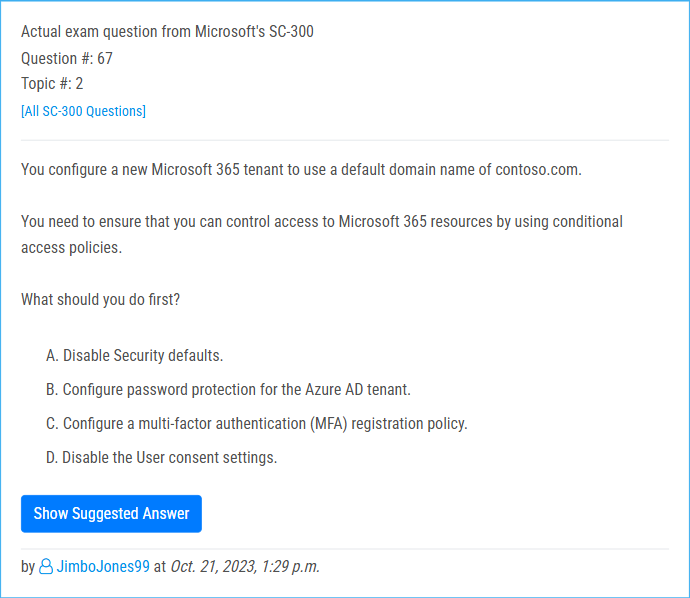 Actual exam question from Microsoft's SC-300
Question #: 67
Topic #: 2
[All SC-300 Questions]
You configure a new Microsoft 365 tenant to use a default domain name of contoso.com.
You need to ensure that you can control access to Microsoft 365 resources by using conditional
access policies.
What should you do first?
A. Disable Security defaults.
B. Configure password protection for the Azure AD tenant.
C. Configure a multi-factor authentication (MFA) registration policy.
D. Disable the User consent settings.
Show Suggested Answer
by JimboJones99 at Oct. 21, 2023, 1:29 p.m.